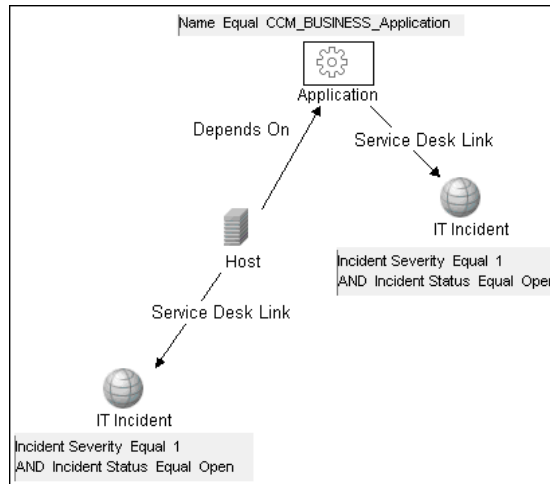 Name Equal CCM_BUSINESS_Application
Application
Depends On
Service Desk Link
IT Incident
Incident Severity Equal 1
AND Incident Status Equal Open
Host
Service Desk Link
IT Incident
Incident Severity Equal 1
AND Incident Status Equal Open